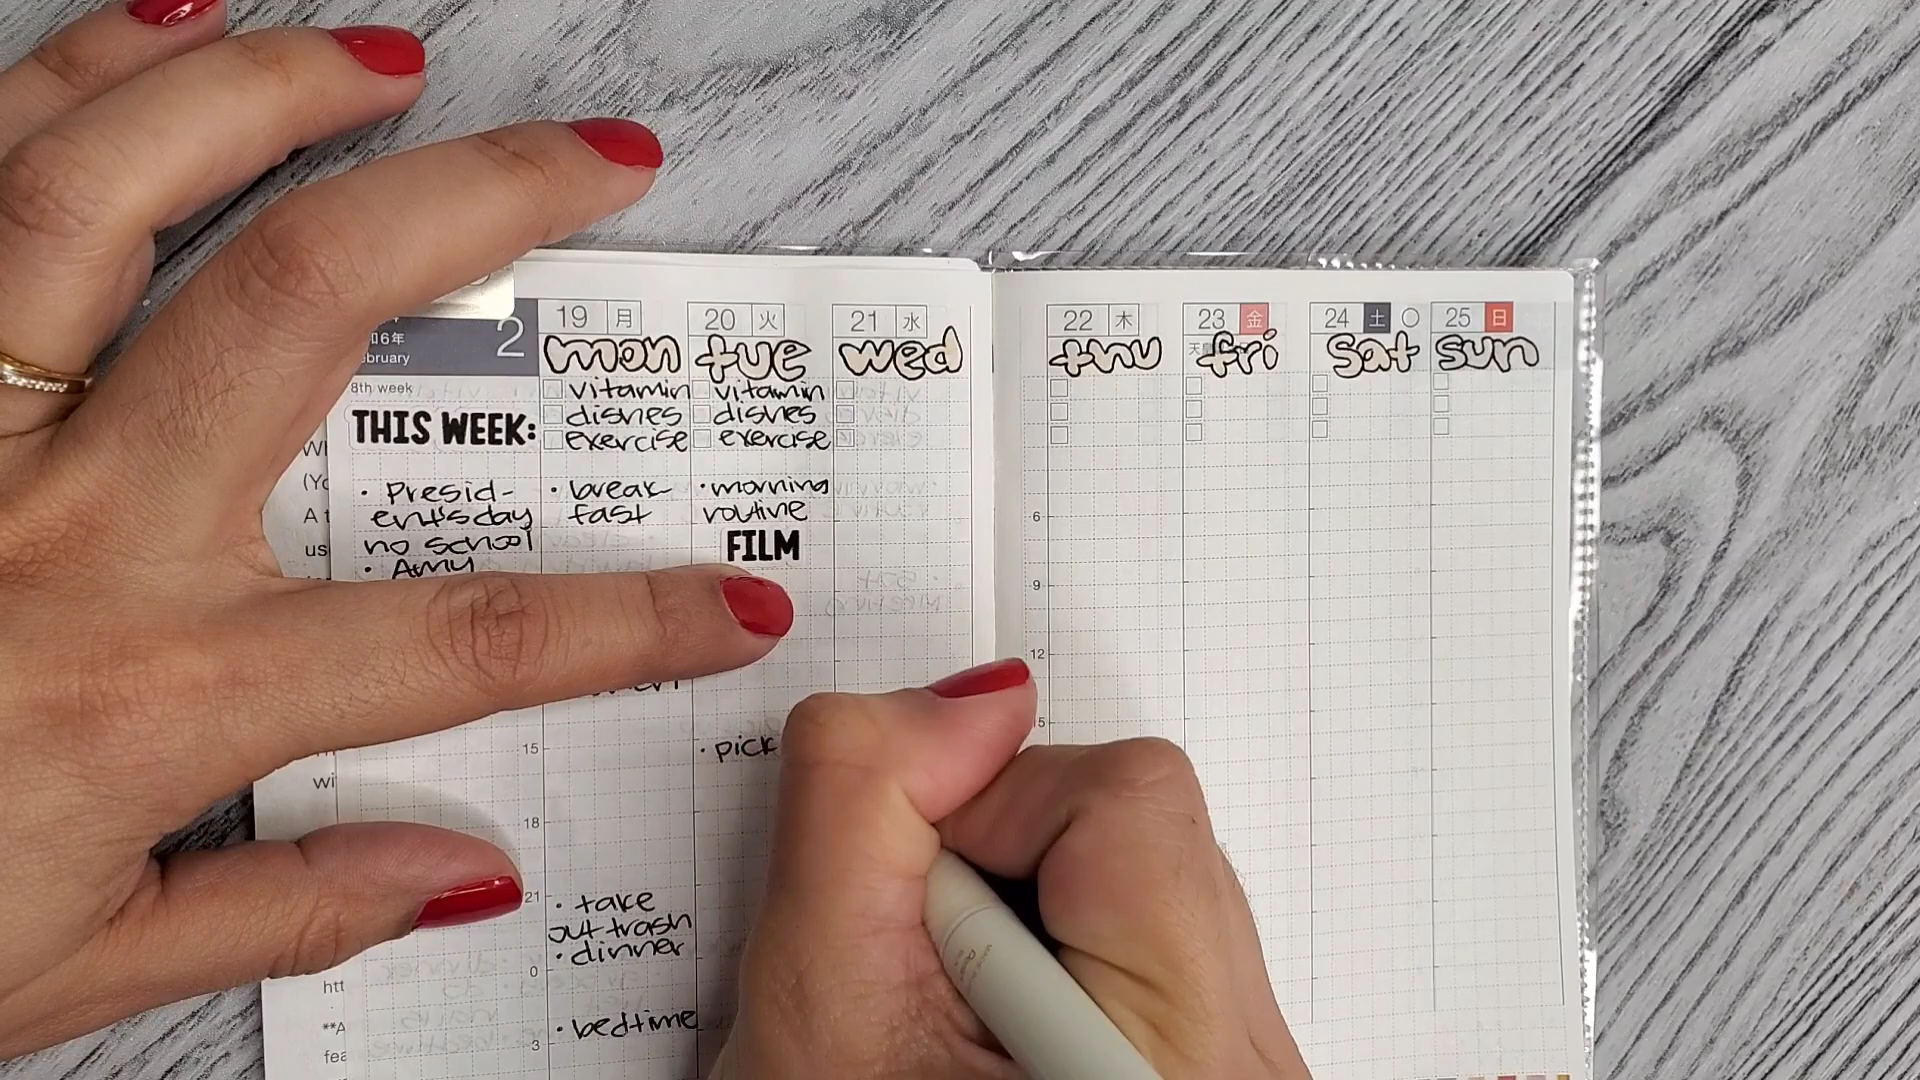 2
6年
bruary
8th week
THIS WEEK:
· Presid-
ent's day
no school
· Amy
19 月
mon
vitamin
dishes
exercise
· break-
fast
15
18
21
· take
out trash
· dinner
0
· bedtime
3
20 火
tue
vitamin
dishes
exercise
· morning
routine
FILM
· pick
21 水
wed
22 木
thu
6
9
12
15
23 金
fri
24 土
sat
25 日
sun